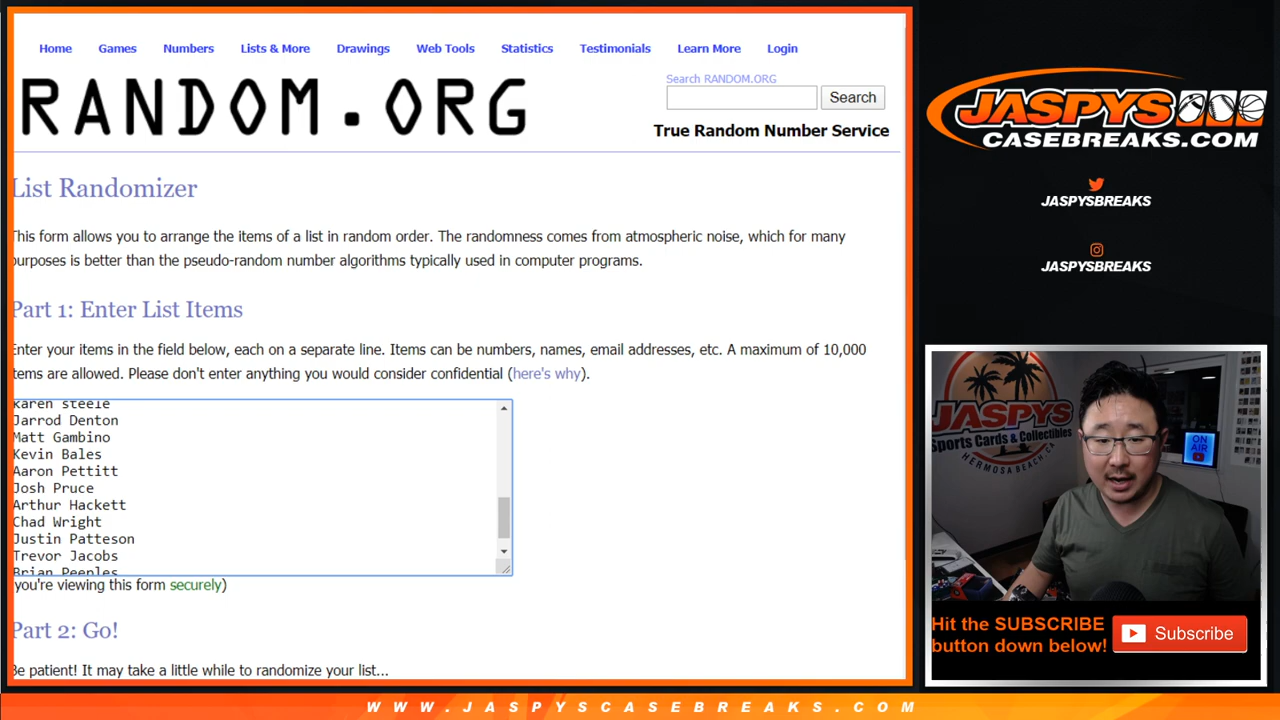 Home Games Numbers Lists & More Drawings Web Tools Statistics Testimonials Learn More Login
RANDOM.ORG
Search RANDOM.ORG
Search
True Random Number Service
List Randomizer
This form allows you to arrange the items of a list in random order. The randomness comes from atmospheric noise, which for many
purposes is better than the pseudo-random number algorithms typically used in computer programs.
Part 1: Enter List Items
Enter your items in the field below, each on a separate line. Items can be numbers, names, email addresses, etc. A maximum of 10,000
items are allowed. Please don't enter anything you would consider confidential (here's why).
karen steele
Jarrod Denton
Matt Gambino
Kevin Bales
Aaron Pettitt
Josh Pruce
Arthur Hackett
Chad Wright
Justin Patteson
Trevor Jacobs
Brian Peeples
you're viewing this form securely)
Part 2: Go!
Be patient! It may take a little while to randomize your list...
JASPYS
CASEBREAKS.COM
JASPYSBREAKS
JASPYSBREAKS
JASPYS
Sports Cards & Collectibles
HERMOSA BEACH, CA
ON
AIR
Hit the SUBSCRIBE
button down below!
Subscribe
WWW.JASPYSCASEBREAKS.COM